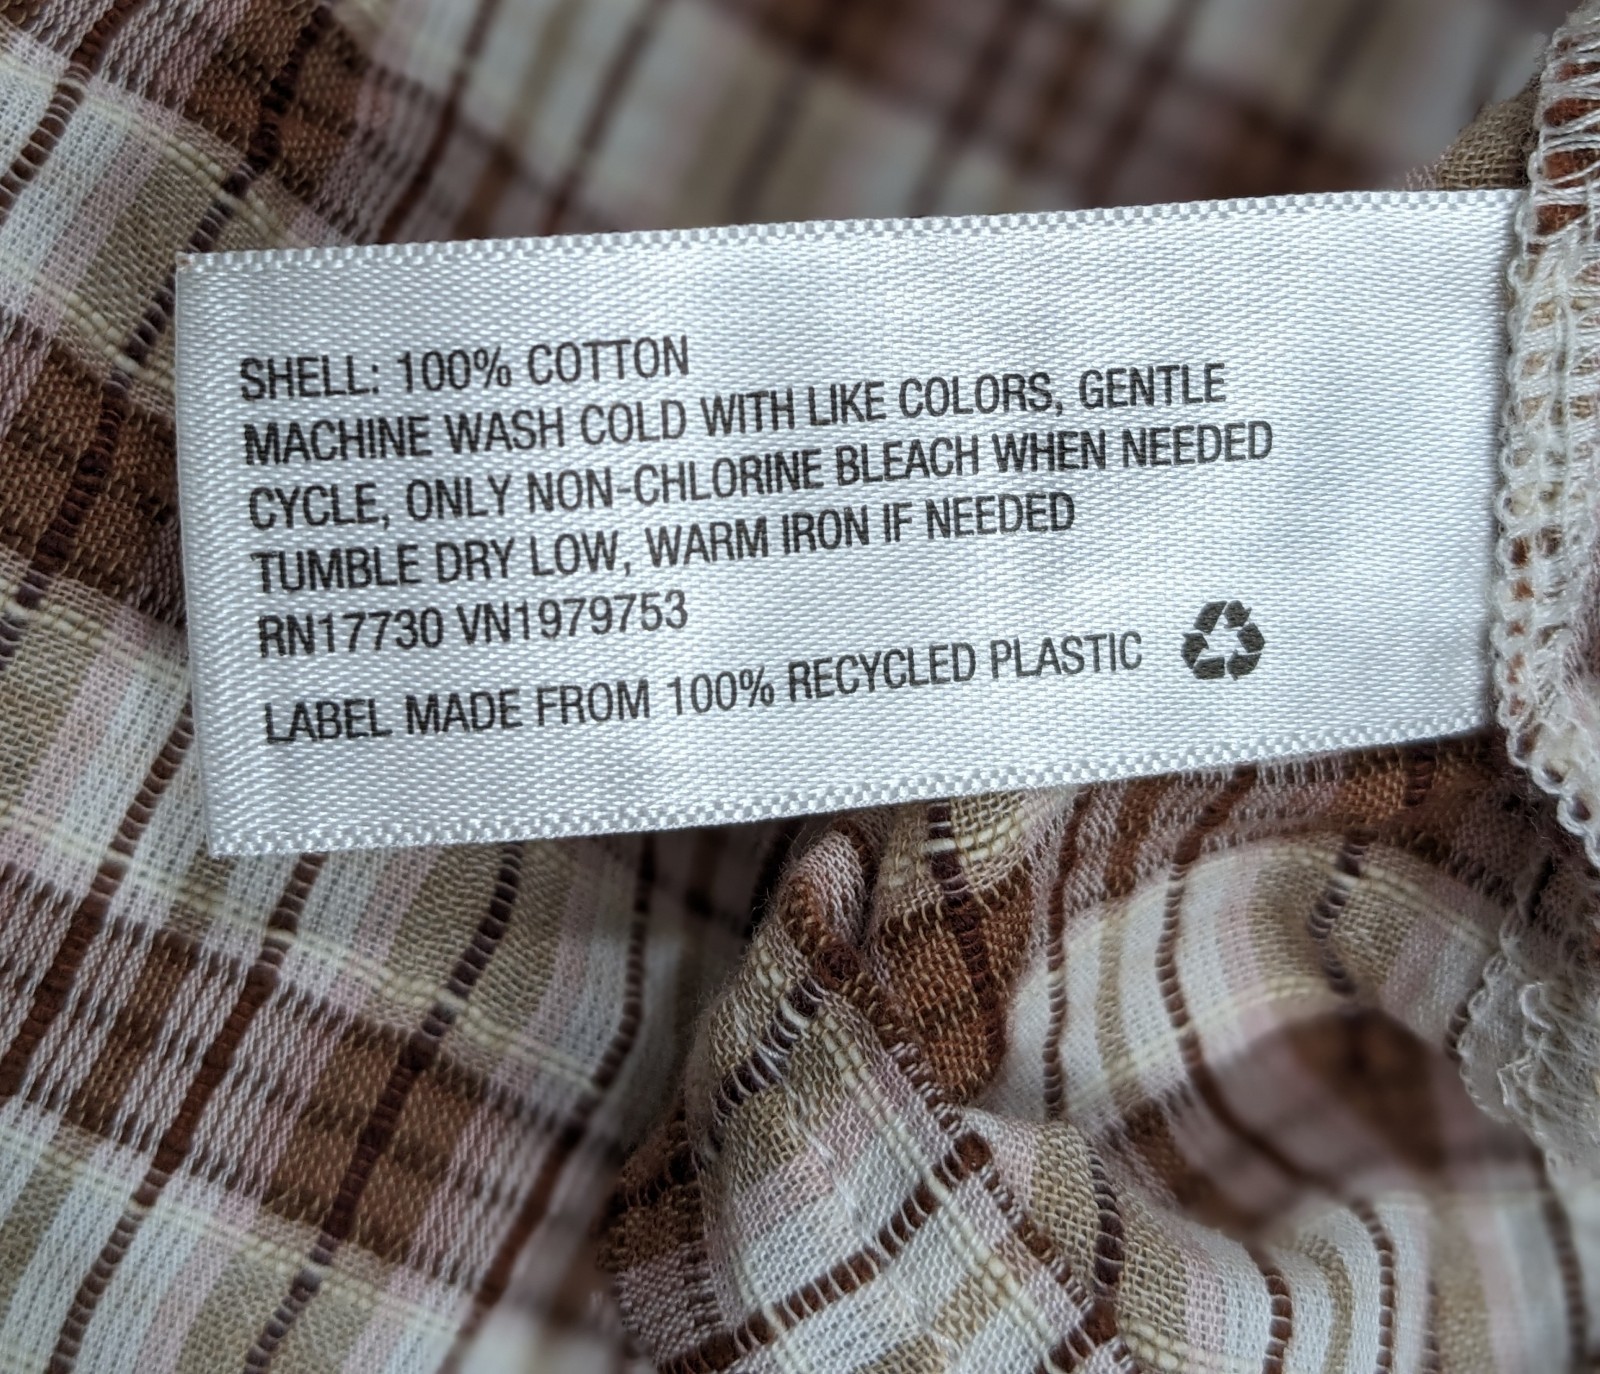 SHELL: 100% COTTON
MACHINE WASH COLD WITH LIKE COLORS, GENTLE
CYCLE, ONLY NON-CHLORINE BLEACH WHEN NEEDED
TUMBLE DRY LOW, WARM IRON IF NEEDED
RN17730 VN1979753
LABEL MADE FROM 100% RECYCLED PLASTIC